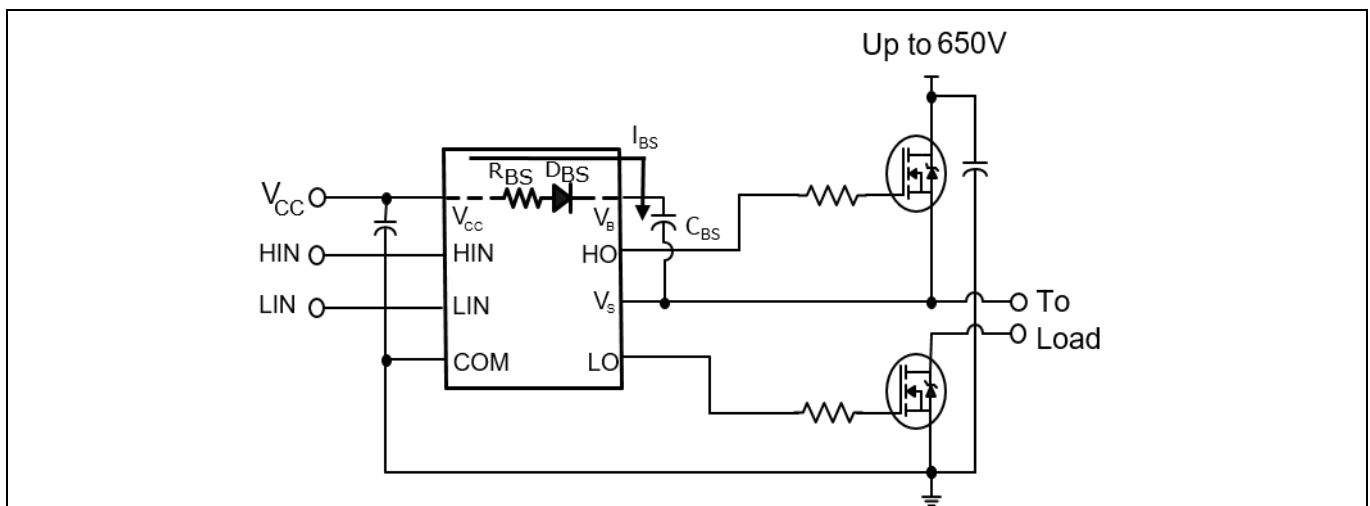 Up to 650V
I_BS
R_BS D_BS
V_CC
V_CC
V_B
C_BS
HIN
HIN
HO
LIN
LIN
V_S
To
Load
COM
LO